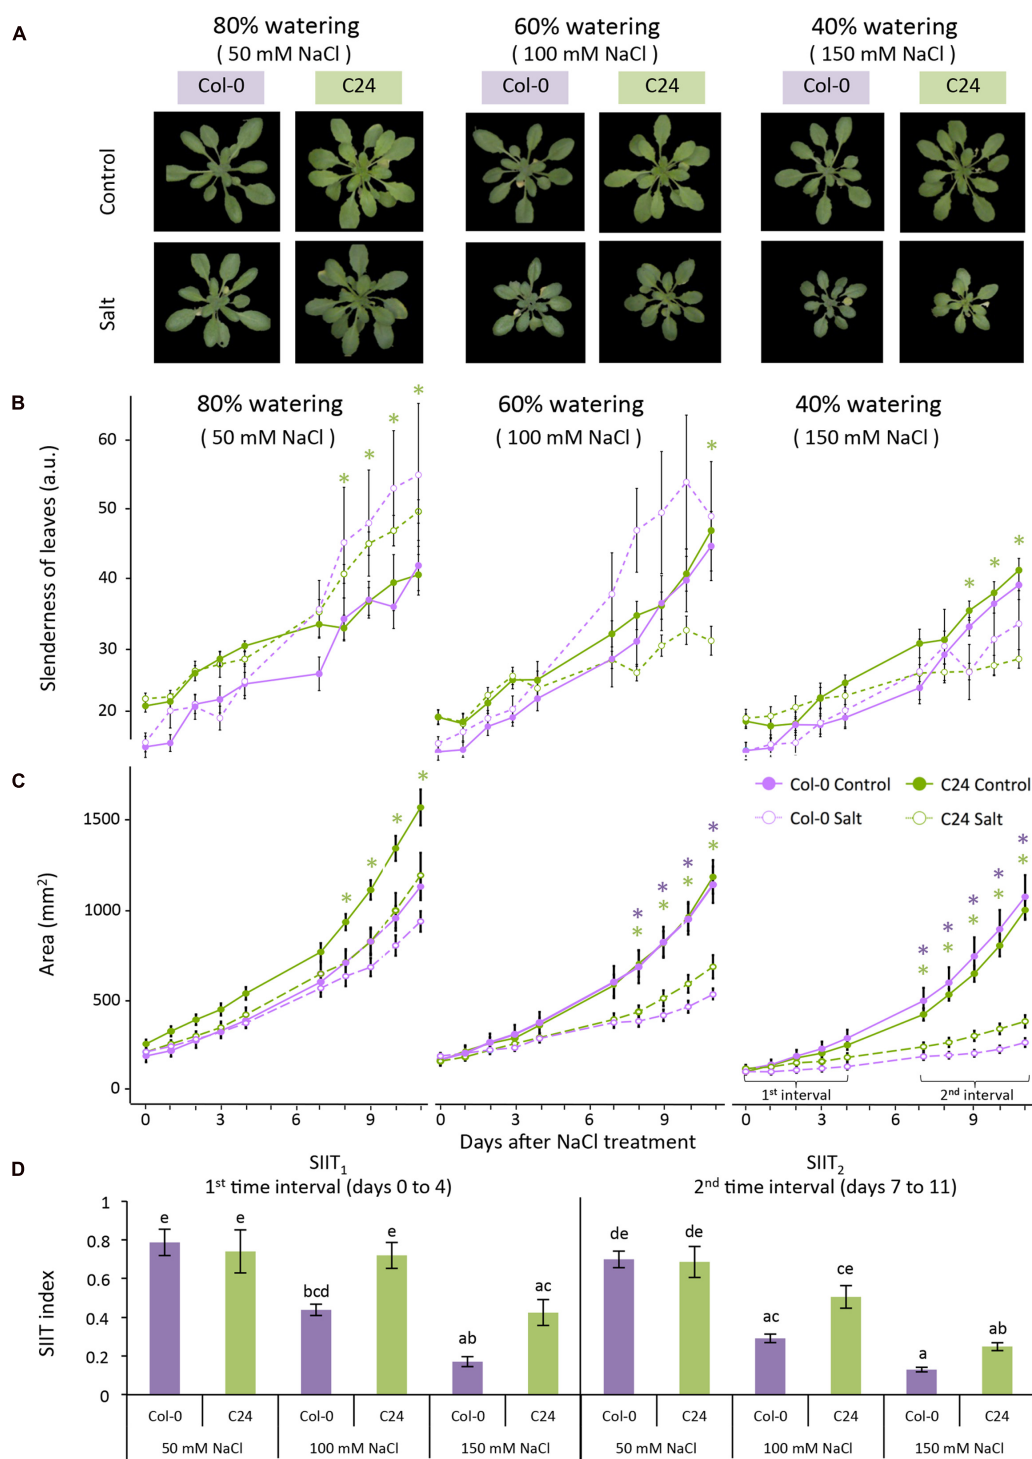 A
80% watering 60% watering 40% watering
( 50 mM NaCl ) ( 100 mM NaCl ) ( 150 mM NaCl )
Col-0 C24 Col-0 C24 Col-0 C24
Control
Salt
B
80% watering 60% watering 40% watering
( 50 mM NaCl ) ( 100 mM NaCl ) ( 150 mM NaCl )
Slenderness of leaves (a.u.)
60
50
40
30
20
* * * *
*
* * *
C
Col-0 Control C24 Control
Col-0 Salt C24 Salt
Area (mm²)
1500
1000
500
0
* * * *
* * * *
* * * *
* * * * *
* * * * *
1st interval 2nd interval
0 3 6 9 0 3 6 9 0 3 6 9
Days after NaCl treatment
D
SIIT₁ SIIT₂
1st time interval (days 0 to 4) 2nd time interval (days 7 to 11)
SIIT index
1
0.8
0.6
0.4
0.2
0
e e bcd e ab ac de de ac ce a ab
Col-0 C24 Col-0 C24 Col-0 C24 Col-0 C24 Col-0 C24 Col-0 C24
50 mM NaCl 100 mM NaCl 150 mM NaCl 50 mM NaCl 100 mM NaCl 150 mM NaCl